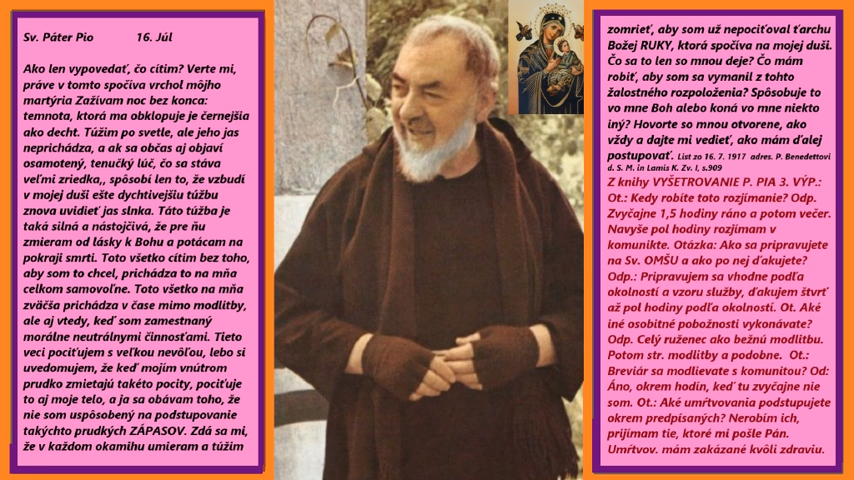 Sv. Páter Pio 16. Júl
Ako len vypovedať, čo cítim? Verte mi,
práve v tomto spočíva vrchol môjho
martýria Zažívam noc bez konca:
temnota, ktorá ma obklopuje je černejšia
ako decht. Túžim po svetle, ale jeho jas
neprichádza, a ak sa občas aj objaví
osamotený, tenučký lúč, čo sa stáva
veľmi zriedka,, spôsobí len to, že vzbudí
v mojej duši ešte dychtivejšiu túžbu
znova uvidieť jas slnka. Táto túžba je
taká silná a nástojčivá, že pre ňu
zmieram od lásky k Bohu a potácam na
pokraji smrti. Toto všetko cítim bez toho,
aby som to chcel, prichádza to na mňa
celkom samovoľne. Toto všetko na mňa
zväčša prichádza v čase mimo modlitby,
ale aj vtedy, keď som zamestnaný
morálne neutrálnymi činnosťami. Tieto
veci pociťujem s veľkou nevôľou, lebo si
uvedomujem, že keď mojím vnútrom
prudko zmietajú takéto pocity, pociťuje
to aj moje telo, a ja sa obávam toho, že
nie som uspôsobený na podstupovanie
takýchto prudkých ZÁPASOV. Zdá sa mi,
že v každom okamihu umieram a túžim
zomrieť, aby som už nepociťoval ťarchu
Božej RUKY, ktorá spočíva na mojej duši.
Čo sa to len so mnou deje? Čo mám
robiť, aby som sa vymanil z tohto
žalostného rozpoloženia? Spôsobuje to
vo mne Boh alebo koná vo mne niekto
iný? Hovorte so mnou otvorene, ako
vždy a dajte mi vedieť, ako mám ďalej
postupovať. List zo 16. 7. 1917 adres. P. Benedettovi
d. S. M. in Lamis K. Zv. I, s.909
Z knihy VYŠETROVANIE P. PIA 3. VÝP.:
Ot.: Kedy robíte toto rozjímanie? Odp.
Zvyčajne 1,5 hodiny ráno a potom večer.
Navyše pol hodiny rozjímam v
komunikte. Otázka: Ako sa pripravujete
na Sv. OMŠU a ako po nej ďakujete?
Odp.: Pripravujem sa vhodne podľa
okolností a vzoru služby, ďakujem štvrť
až pol hodiny podľa okolností. Ot. Aké
iné osobitné pobožnosti vykonávate?
Odp. Celý ruženec ako bežnú modlitbu.
Potom str. modlitby a podobne. Ot.:
Breviár sa modlievate s komunitou? Od:
Áno, okrem hodín, keď tu zvyčajne nie
som. Ot.: Aké umŕtvovania podstupujete
okrem predpísaných? Nerobím ich,
prijímam tie, ktoré mi pošle Pán.
Umŕtvov. mám zakázané kvôli zdraviu.